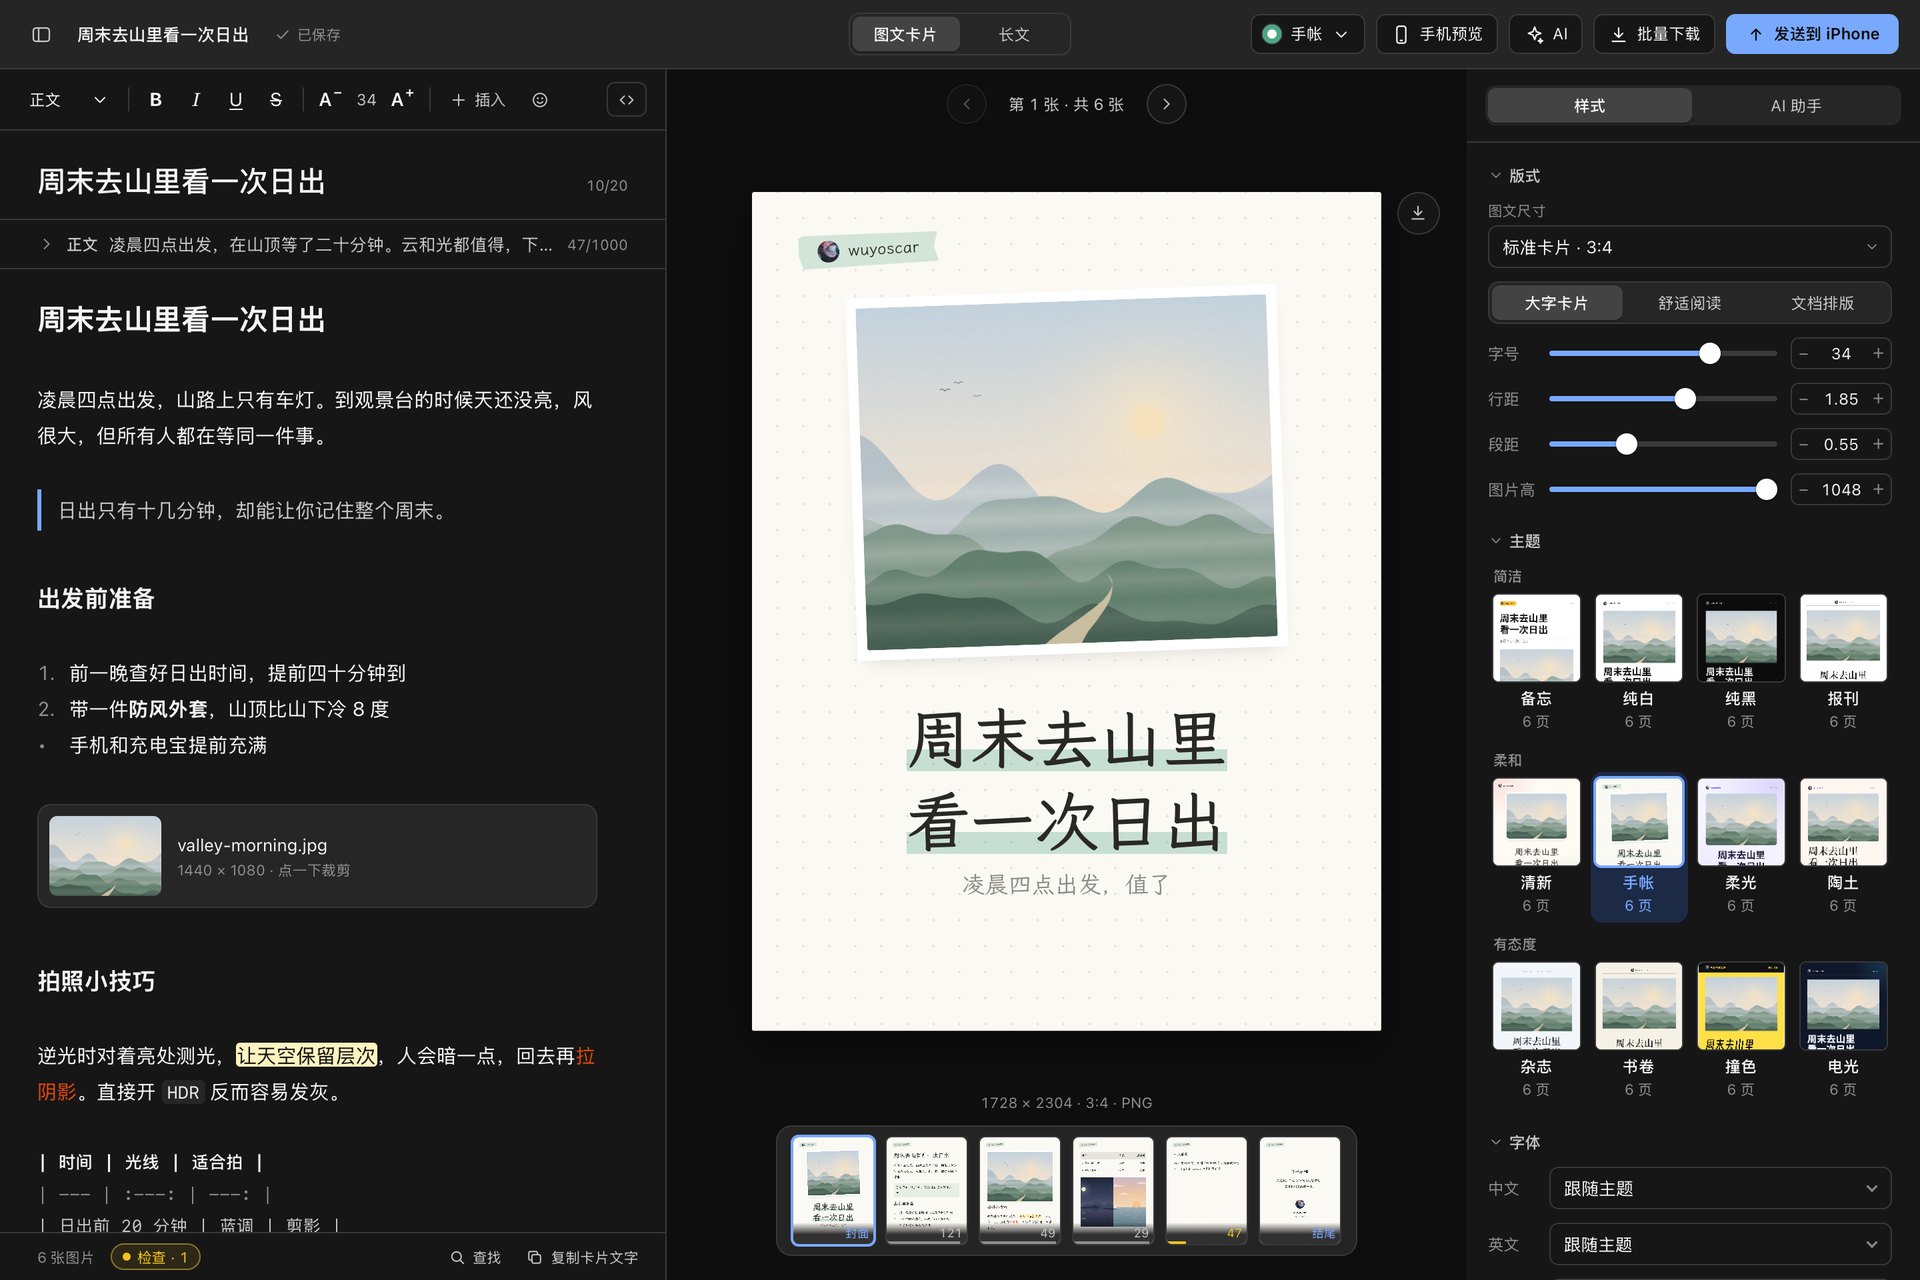 周末去山里看一次日出
已保存
图文卡片
长文
手帐
手机预览
AI
批量下载
发送到 iPhone
正文
B I U S A⁻ 34 A⁺
插入
周末去山里看一次日出
10/20
正文 凌晨四点出发，在山顶等了二十分钟。云和光都值得，下...
47/1000
周末去山里看一次日出
凌晨四点出发，山路上只有车灯。到观景台的时候天还没亮，风
很大，但所有人都在等同一件事。
日出只有十几分钟，却能让你记住整个周末。
出发前准备
1. 前一晚查好日出时间，提前四十分钟到
2. 带一件防风外套，山顶比山下冷 8 度
• 手机和充电宝提前充满
valley-morning.jpg
1440 × 1080 · 点一下裁剪
拍照小技巧
逆光时对着亮处测光，让天空保留层次，人会暗一点，回去再拉
阴影。直接开 HDR 反而容易发灰。
| 时间 | 光线 | 适合拍 |
| --- | :---: | ---: |
| 日出前 20 分钟 | 蓝调 | 剪影 |
6 张图片
检查 · 1
查找
复制卡片文字
第 1 张 · 共 6 张
wuyoscar
周末去山里
看一次日出
凌晨四点出发，值了
1728 × 2304 · 3:4 · PNG
封面
121
49
29
47
结尾
样式
AI 助手
版式
图文尺寸
标准卡片 · 3:4
大字卡片
舒适阅读
文档排版
字号
− 34 +
行距
− 1.85 +
段距
− 0.55 +
图片高
− 1048 +
主题
简洁
备忘
纯白
纯黑
报刊
6 页
6 页
6 页
6 页
柔和
清新
手帐
柔光
陶土
6 页
6 页
6 页
6 页
有态度
杂志
书卷
撞色
电光
6 页
6 页
6 页
6 页
字体
中文
跟随主题
英文
跟随主题